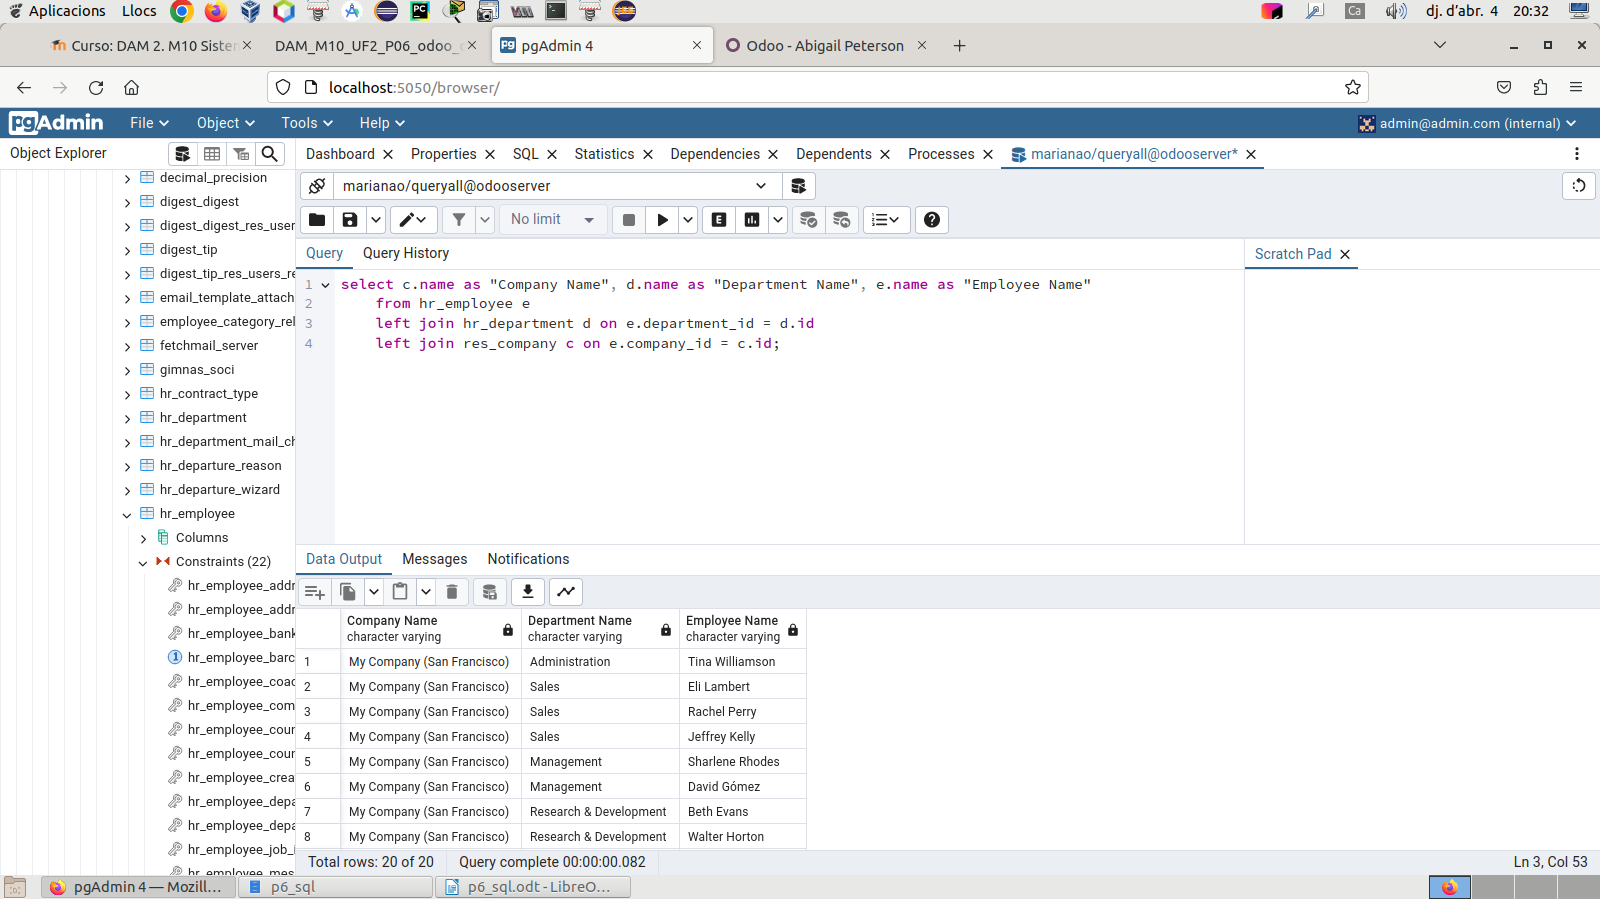 Aplicacions Llocs Ca dj. d'abr. 4 20:32
Curso: DAM 2. M10 Sister DAM_M10_UF2_P06_odoo_ pgAdmin 4 Odoo - Abigail Peterson
localhost:5050/browser/
pgAdmin File Object Tools Help admin@admin.com (internal)
Object Explorer Dashboard Properties SQL Statistics Dependencies Dependents Processes marianao/queryall@odooserver*
marianao/queryall@odooserver
No limit
Query Query History Scratch Pad
1 select c.name as "Company Name", d.name as "Department Name", e.name as "Employee Name"
2 from hr_employee e
3 left join hr_department d on e.department_id = d.id
4 left join res_company c on e.company_id = c.id;
decimal_precision
digest_digest
digest_digest_res_user
digest_tip
digest_tip_res_users_re
email_template_attach
employee_category_rel
fetchmail_server
gimnas_soci
hr_contract_type
hr_department
hr_department_mail_ch
hr_departure_reason
hr_departure_wizard
hr_employee
Columns
Constraints (22)
hr_employee_addr
hr_employee_addr
hr_employee_bank
hr_employee_barc
hr_employee_coac
hr_employee_com
hr_employee_cour
hr_employee_cour
hr_employee_crea
hr_employee_depa
hr_employee_depa
hr_employee_job_i
hr_employee_mes
Data Output Messages Notifications
Company Name Department Name Employee Name
character varying character varying character varying
1 My Company (San Francisco) Administration Tina Williamson
2 My Company (San Francisco) Sales Eli Lambert
3 My Company (San Francisco) Sales Rachel Perry
4 My Company (San Francisco) Sales Jeffrey Kelly
5 My Company (San Francisco) Management Sharlene Rhodes
6 My Company (San Francisco) Management David Gómez
7 My Company (San Francisco) Research & Development Beth Evans
8 My Company (San Francisco) Research & Development Walter Horton
Total rows: 20 of 20 Query complete 00:00:00.082 Ln 3, Col 53
pgAdmin 4 — Mozill... p6_sql p6_sql.odt - LibreO...